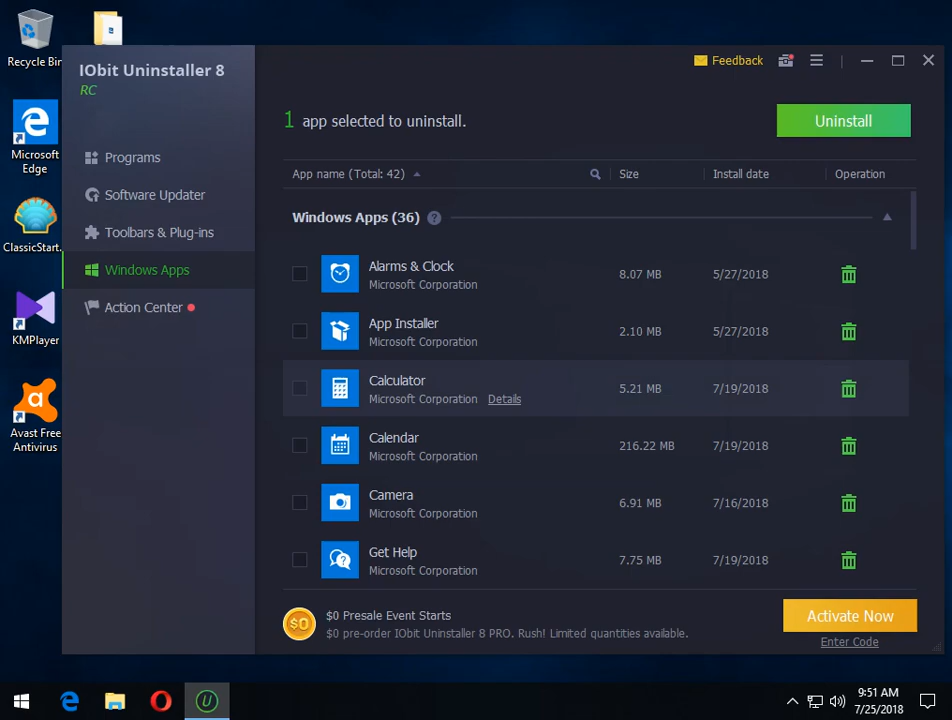 Recycle Bin
Microsoft
Edge
ClassicStart...
KMPlayer
Avast Free
Antivirus
IObit Uninstaller 8
RC
Programs
Software Updater
Toolbars & Plug-ins
Windows Apps
Action Center
Feedback
1 app selected to uninstall.
Uninstall
App name (Total: 42) Size Install date Operation
Windows Apps (36) ?
Alarms & Clock
Microsoft Corporation
8.07 MB 5/27/2018
App Installer
Microsoft Corporation
2.10 MB 5/27/2018
Calculator
Microsoft Corporation Details
5.21 MB 7/19/2018
Calendar
Microsoft Corporation
216.22 MB 7/19/2018
Camera
Microsoft Corporation
6.91 MB 7/16/2018
Get Help
Microsoft Corporation
7.75 MB 7/19/2018
$0
$0 Presale Event Starts
$0 pre-order IObit Uninstaller 8 PRO. Rush! Limited quantities available.
Activate Now
Enter Code
9:51 AM
7/25/2018